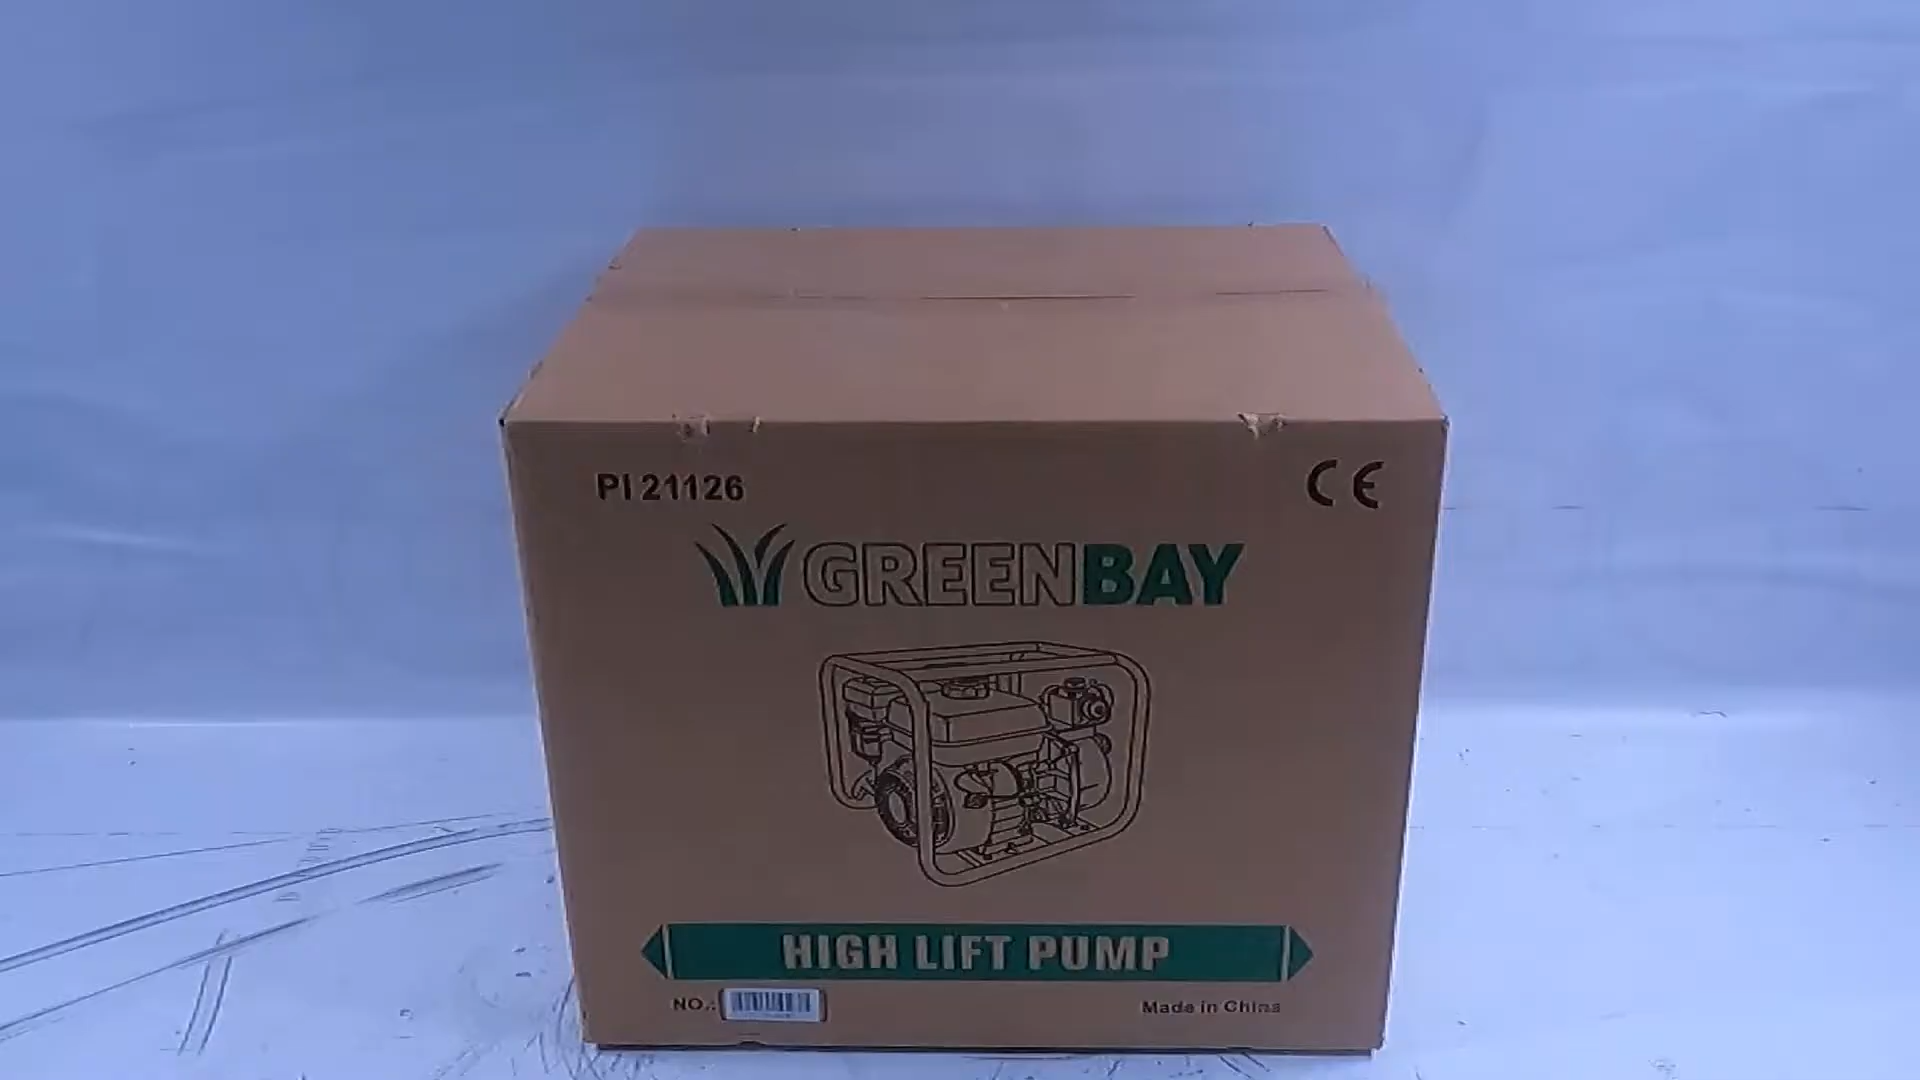 PI 21126
CE
GREENBAY
HIGH LIFT PUMP
NO.:
Made in China